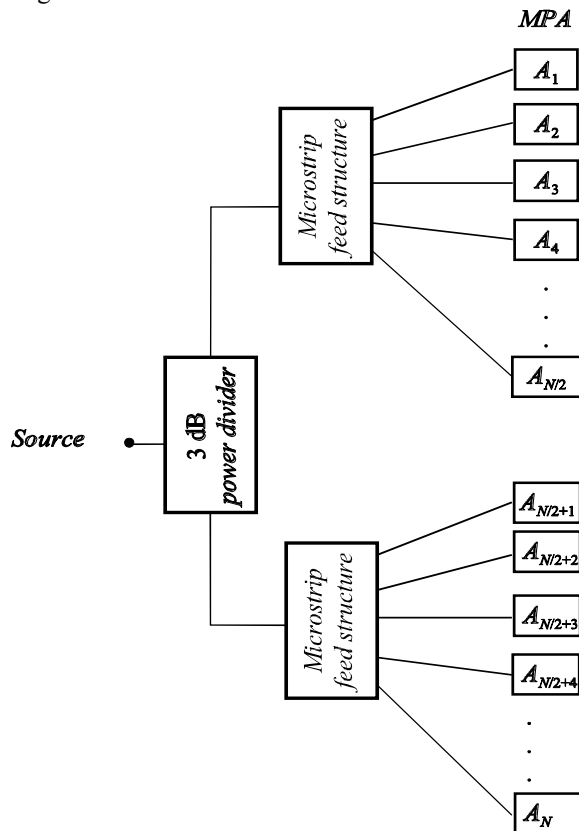 MPA
A1
A2
A3
A4
. . .
AN/2
Microstrip
feed structure
3 dB
power divider
Source
Microstrip
feed structure
AN/2+1
AN/2+2
AN/2+3
AN/2+4
. . .
AN